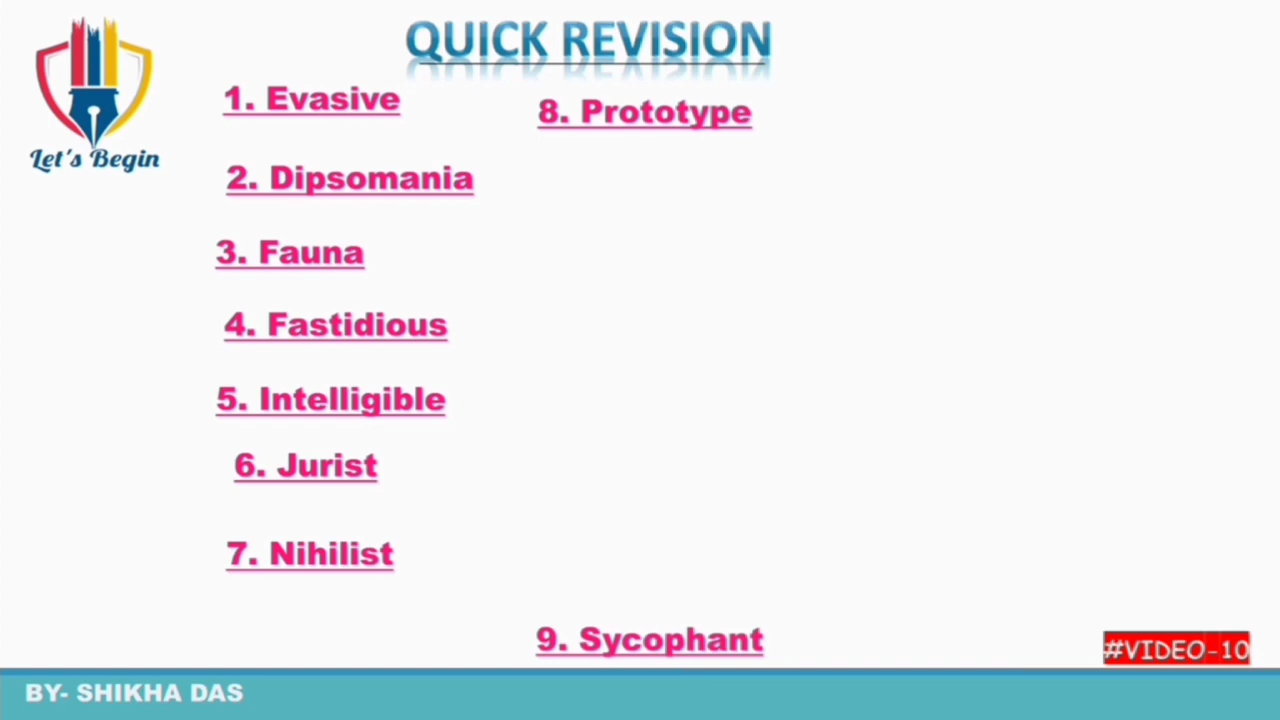 QUICK REVISION
Let's Begin
1. Evasive
2. Dipsomania
3. Fauna
4. Fastidious
5. Intelligible
6. Jurist
7. Nihilist
8. Prototype
9. Sycophant
#VIDEO-10
BY- SHIKHA DAS